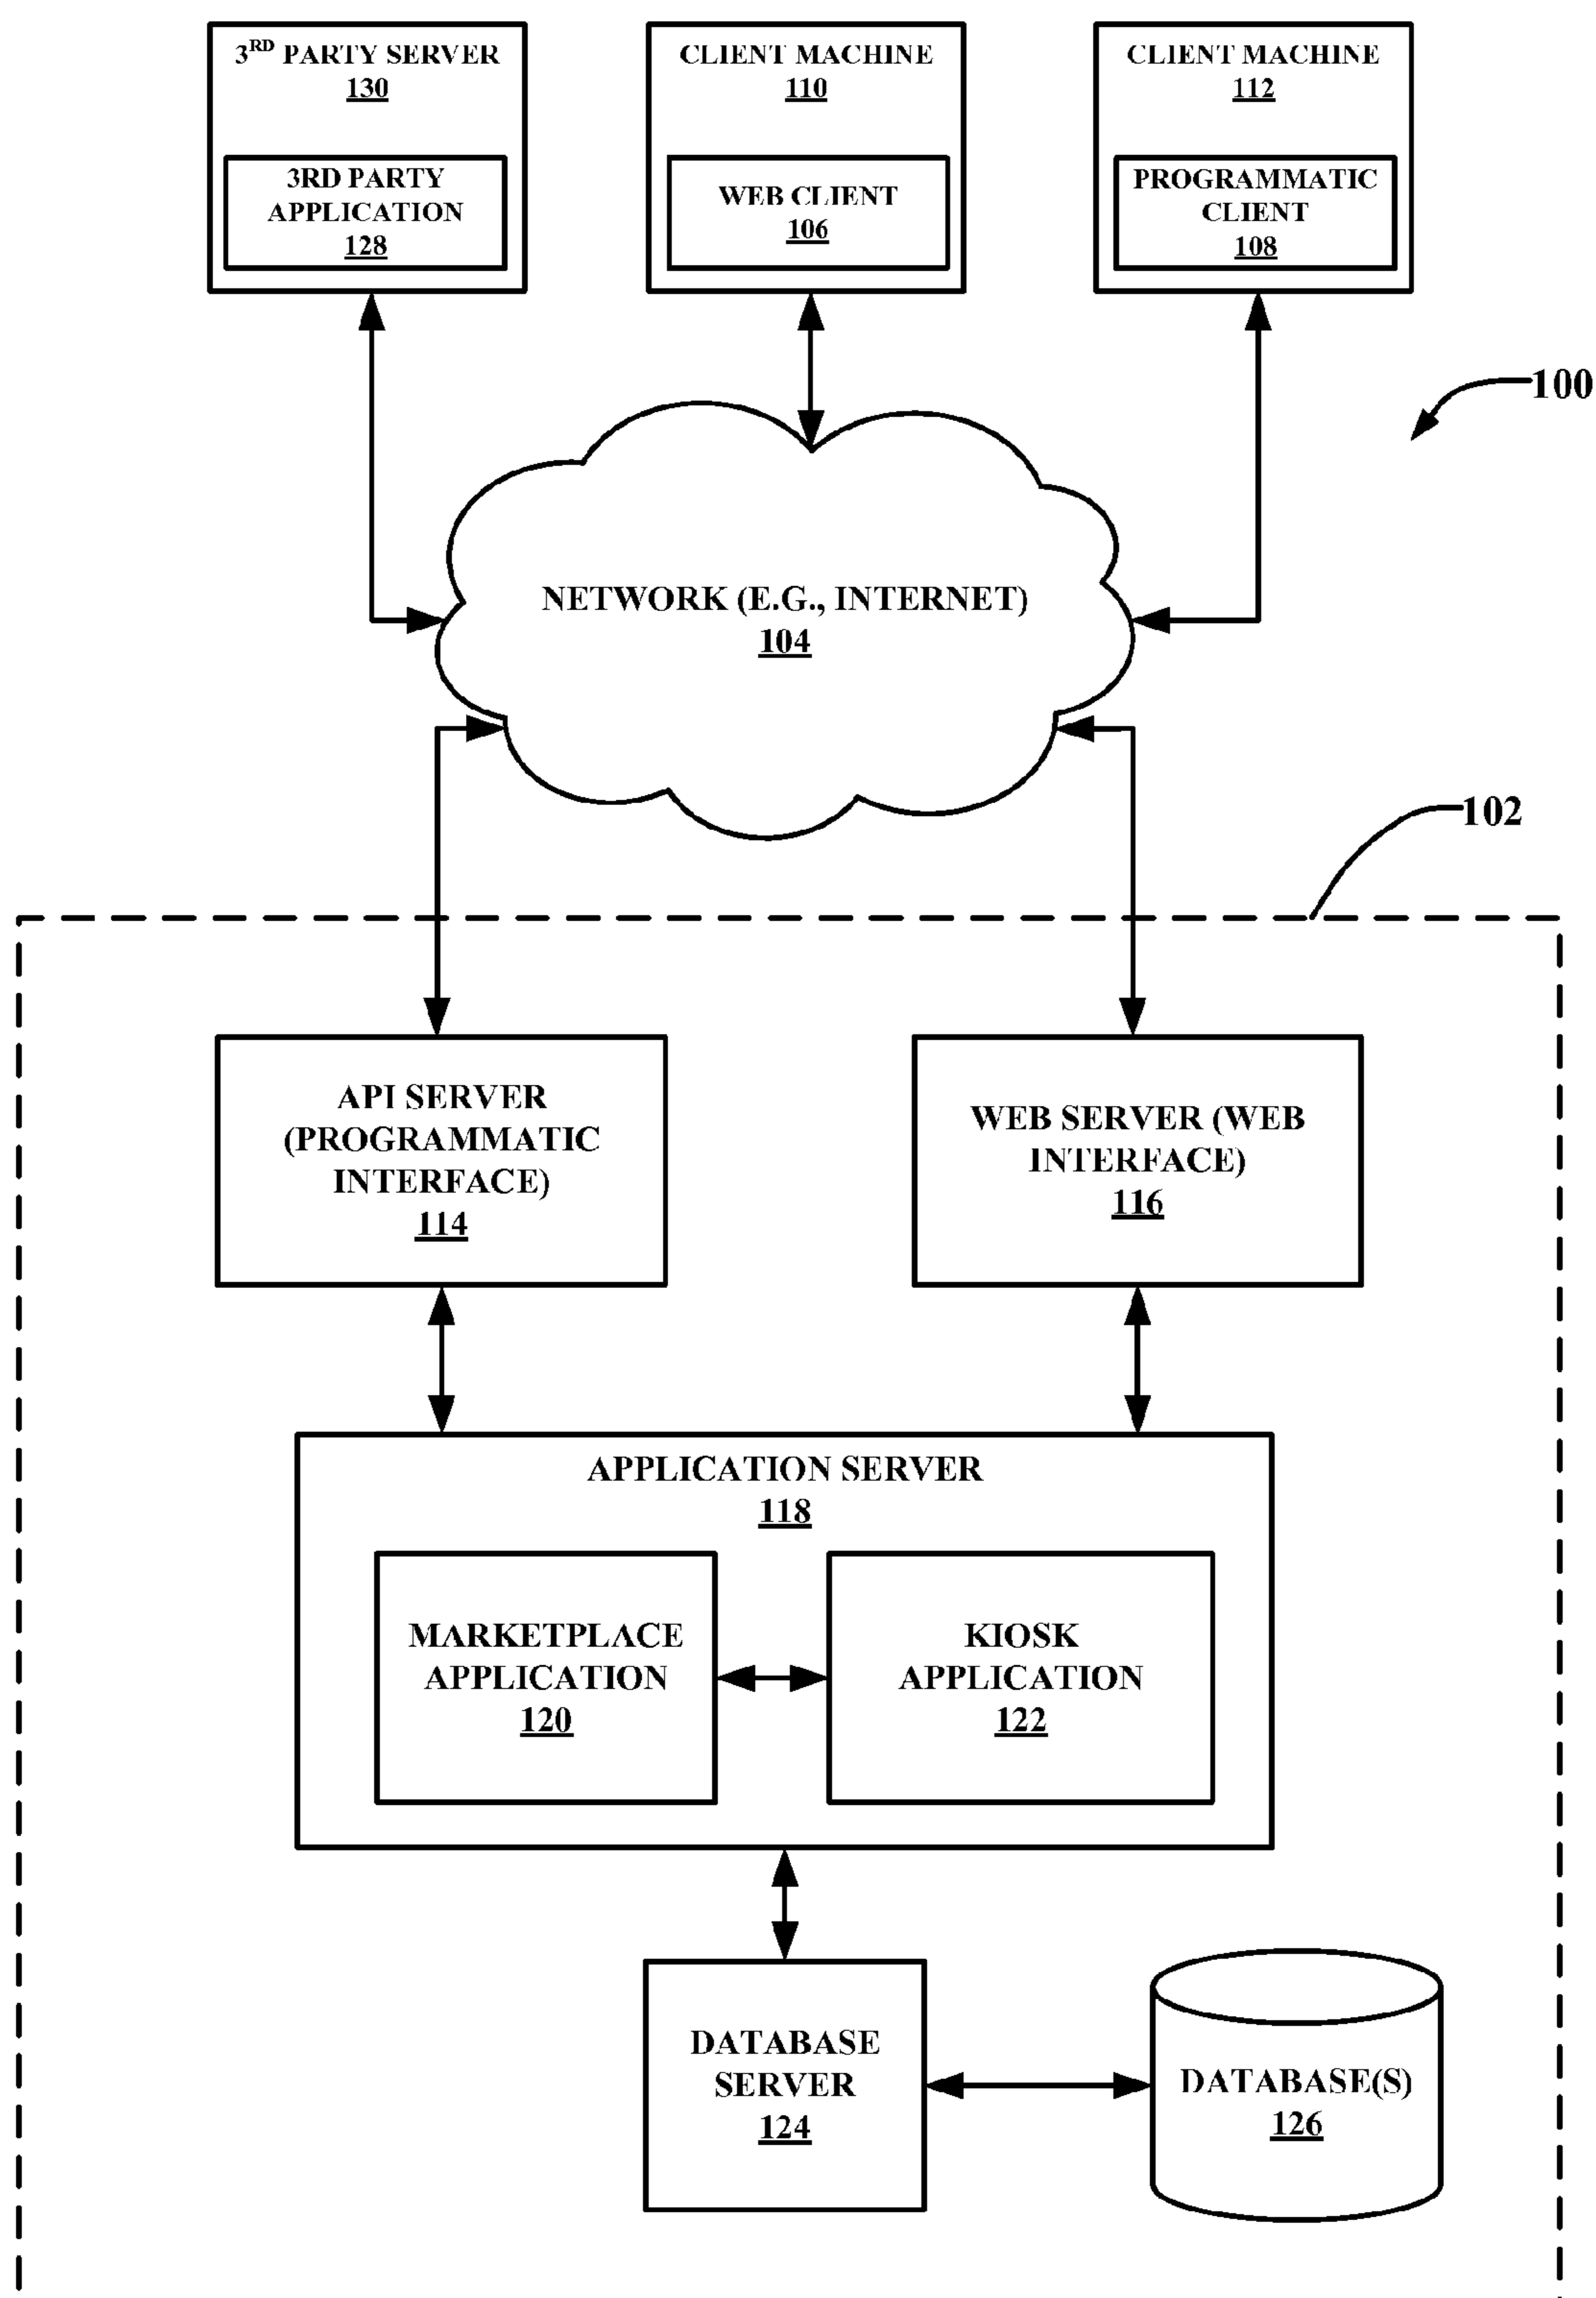 3RD PARTY SERVER
130
3RD PARTY
APPLICATION
128
CLIENT MACHINE
110
WEB CLIENT
106
CLIENT MACHINE
112
PROGRAMMATIC
CLIENT
108
100
NETWORK (E.G., INTERNET)
104
102
API SERVER
(PROGRAMMATIC
INTERFACE)
114
WEB SERVER (WEB
INTERFACE)
116
APPLICATION SERVER
118
MARKETPLACE
APPLICATION
120
KIOSK
APPLICATION
122
DATABASE
SERVER
124
DATABASE(S)
126